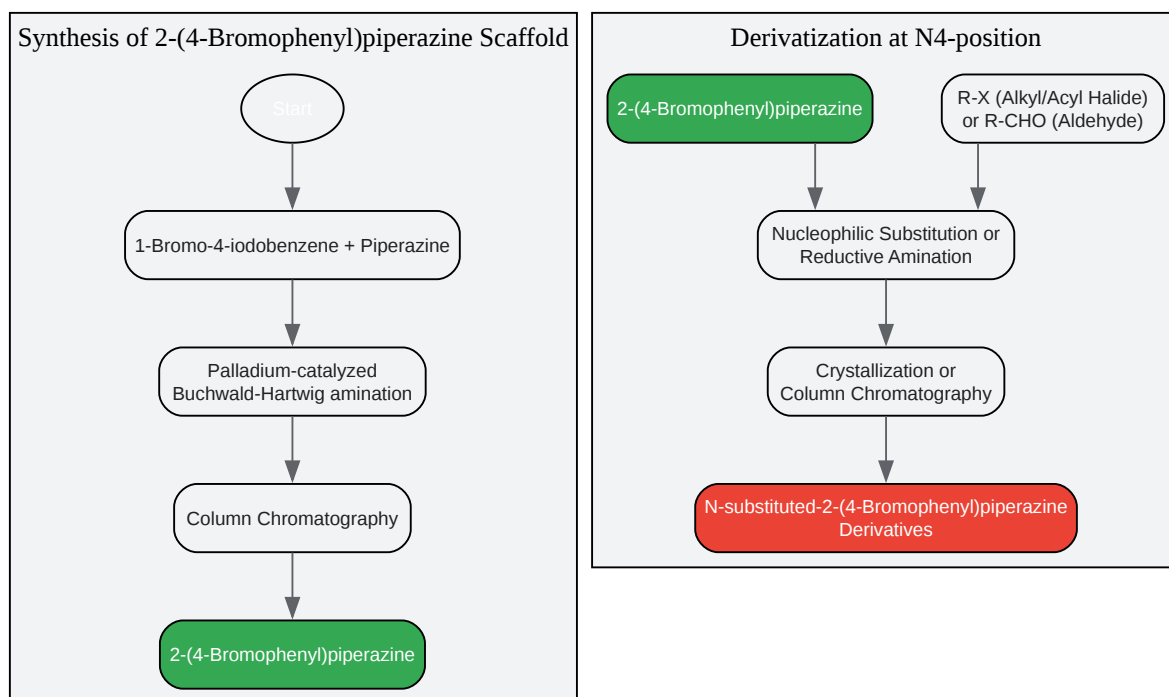 Synthesis of 2-(4-Bromophenyl)piperazine Scaffold
Start
1-Bromo-4-iodobenzene + Piperazine
Palladium-catalyzed
Buchwald-Hartwig amination
Column Chromatography
2-(4-Bromophenyl)piperazine
Derivatization at N4-position
2-(4-Bromophenyl)piperazine
R-X (Alkyl/Acyl Halide)
or R-CHO (Aldehyde)
Nucleophilic Substitution or
Reductive Amination
Crystallization or
Column Chromatography
N-substituted-2-(4-Bromophenyl)piperazine
Derivatives